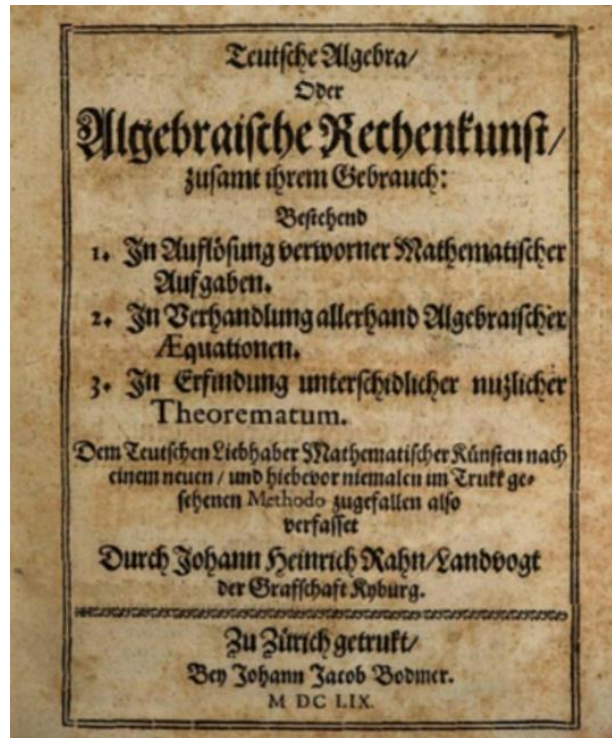 Teutsche Algebra/
Oder
Algebraische Rechenkunst/
zusamt ihrem Gebrauch:
Bestehend
1. In Auflösung verworner Mathematischer
Aufgaben.
2. In Verhandlung allerhand Algebraischer
Æquationen.
3. In Erfindung unterschidlicher nuzlicher
Theorematum.
Dem Teutschen Liebhaber Mathematischer Künsten nach
einem neuen / und hiebevor niemalen im Trukk ge-
sehenen Methodo zugefallen also
verfasset
Durch Johann Heinrich Rahn/Landvogt
der Grafschaft Kyburg.
Zu Zürich getrukt/
Bey Johann Jacob Bodmer.
M DC LIX.